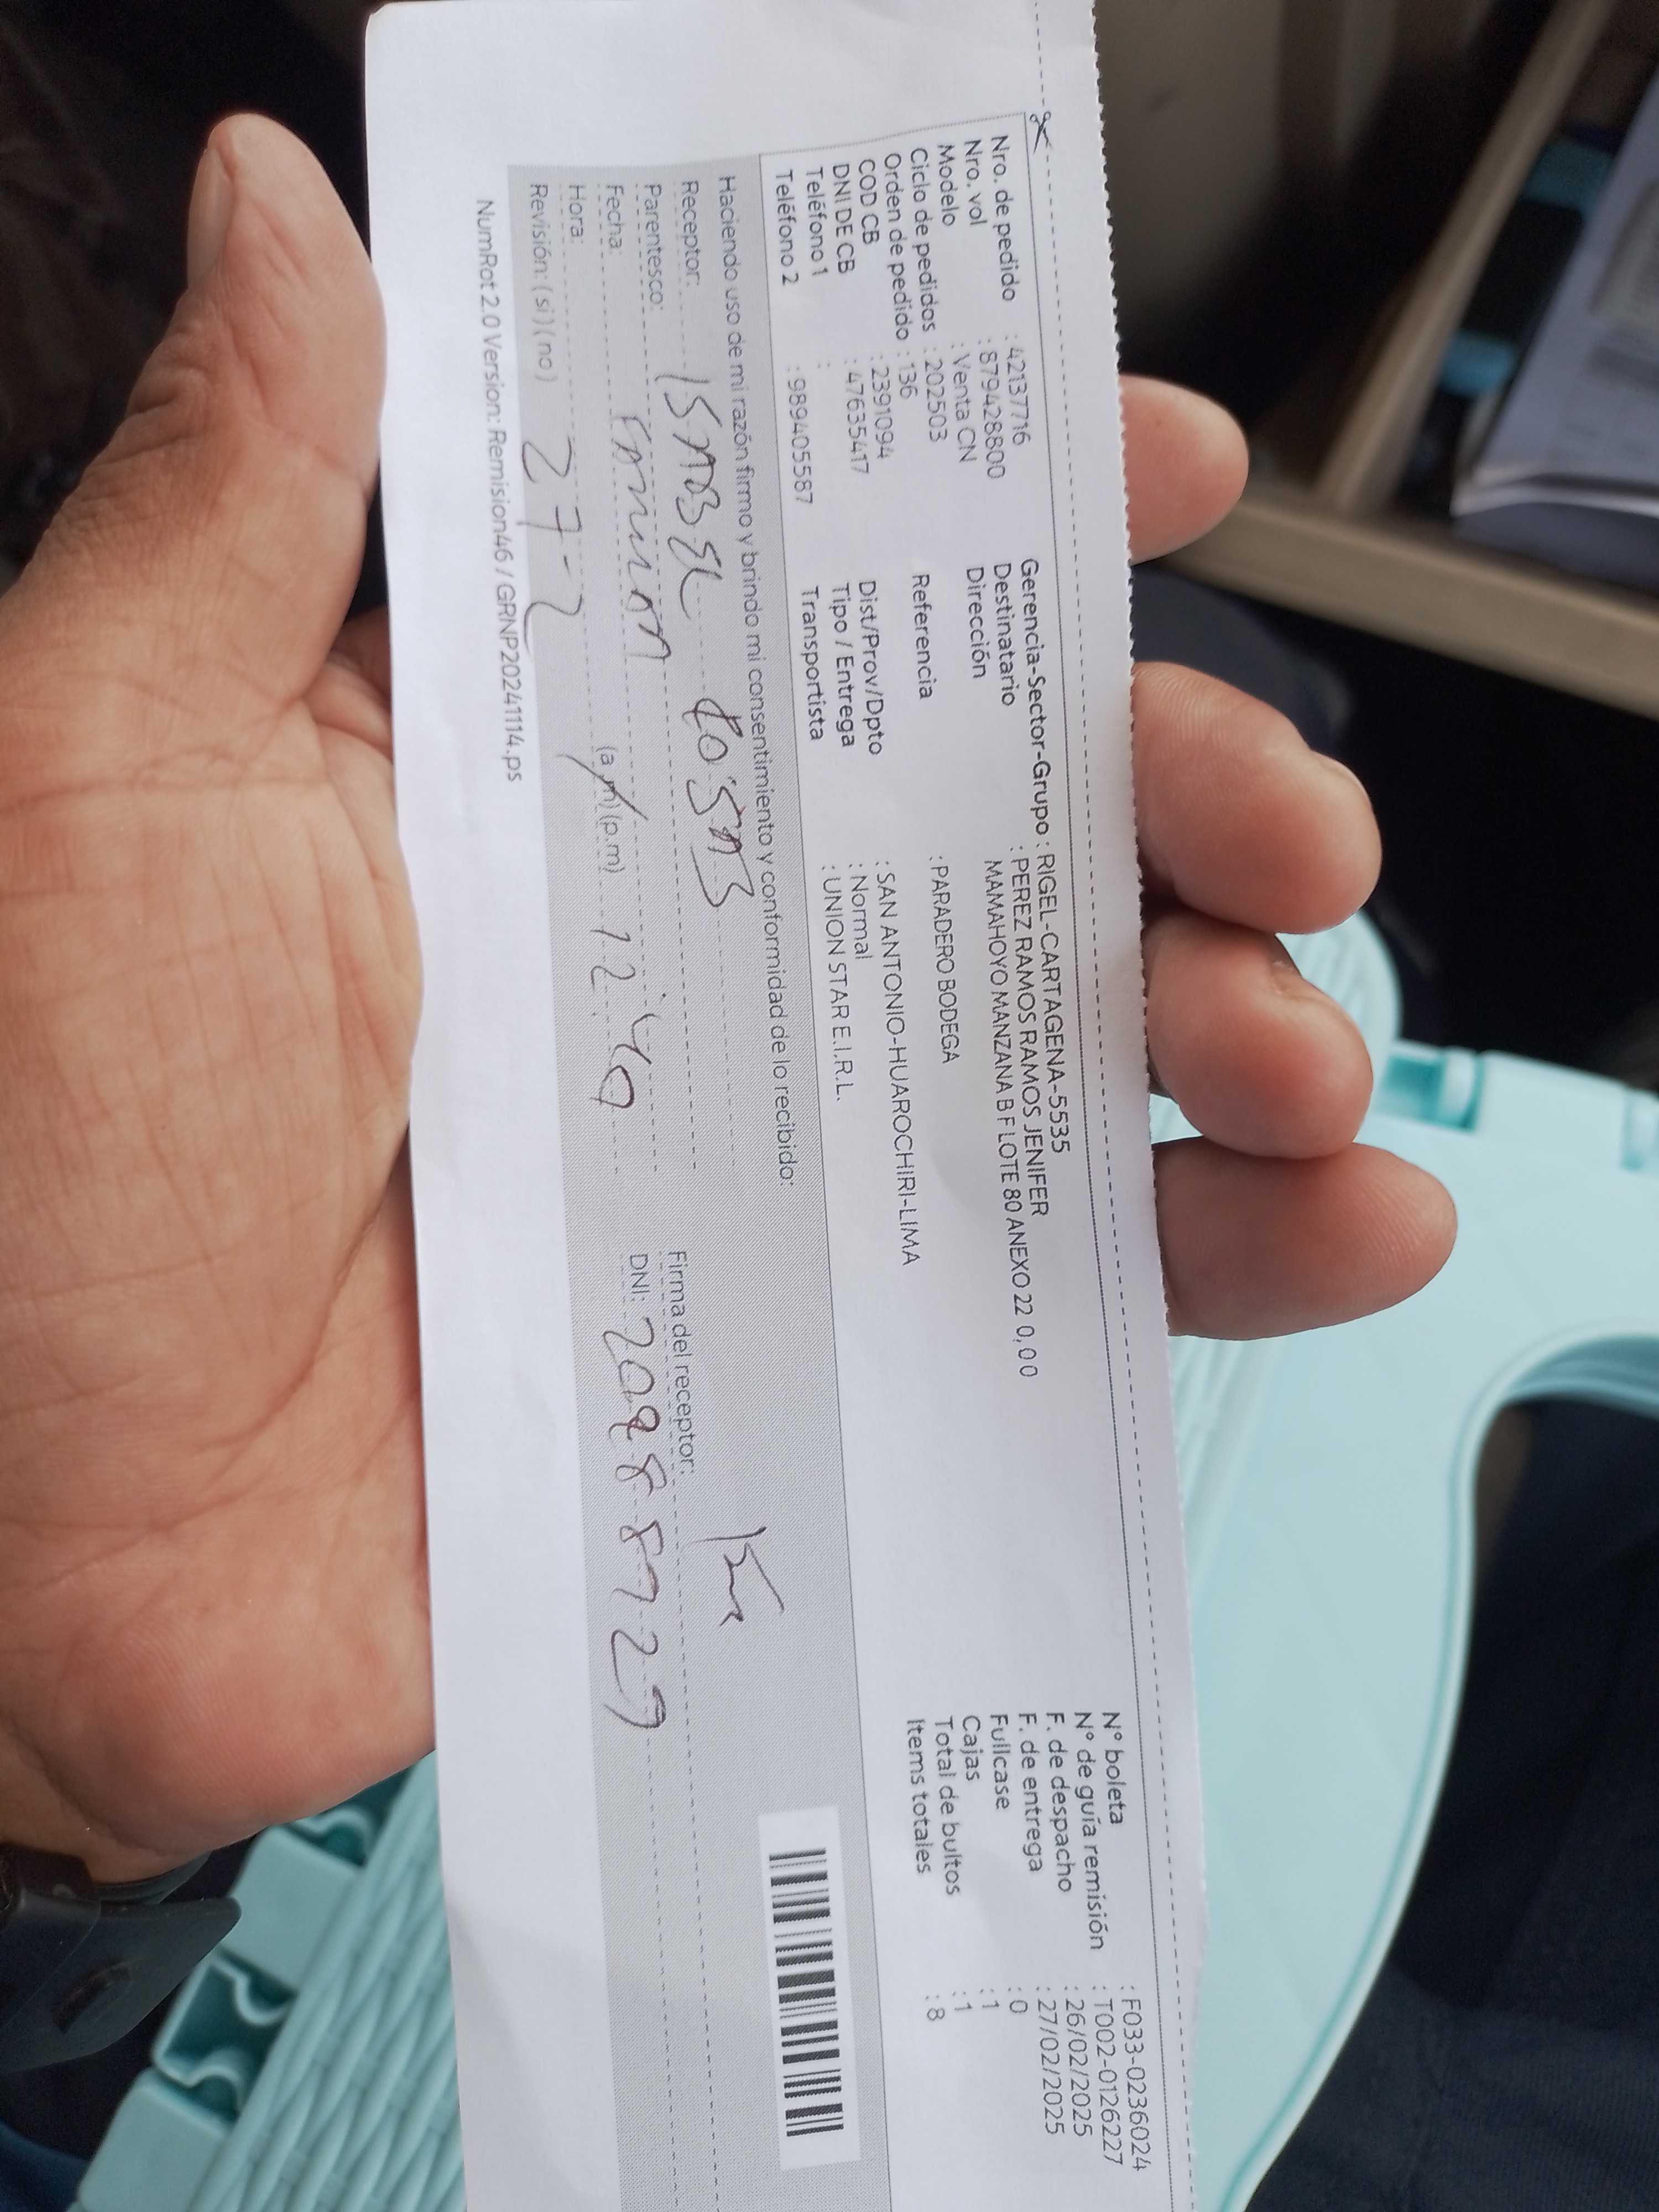 Nro. de pedido : 42137716
Nro. vol : 879428800
Modelo : Venta CN
Ciclo de pedidos : 202503
Orden de pedido : 136
COD CB : 2391094
DNI DE CB : 47635417
Teléfono 1 :
Teléfono 2 : 989405587
Gerencia-Sector-Grupo : RIGEL-CARTAGENA-5535
Destinatario : PEREZ RAMOS RAMOS JENIFER
Dirección MAMAHOYO MANZANA B F LOTE 80 ANEXO 22 0,00
Referencia : PARADERO BODEGA
Dist/Prov/Dpto : SAN ANTONIO-HUAROCHIRI-LIMA
Tipo / Entrega : Normal
Transportista : UNION STAR E.I.R.L.
N° boleta : F033-0236024
N° de guía remisión : T002-0126227
F. de despacho : 26/02/2025
F. de entrega : 27/02/2025
Fullcase : 0
Cajas : 1
Total de bultos : 1
Items totales : 8
Haciendo uso de mi razón firmo y brindo mi consentimiento y conformidad de lo recibido:
Receptor:
Parentesco:
Fecha:
Hora: (a.m) (p.m) 12:40
Revisión: (si) (no) 27-2
Firma del receptor:
DNI:
NumRot 2.0 Version: Remision46 / GRNP20241114.ps